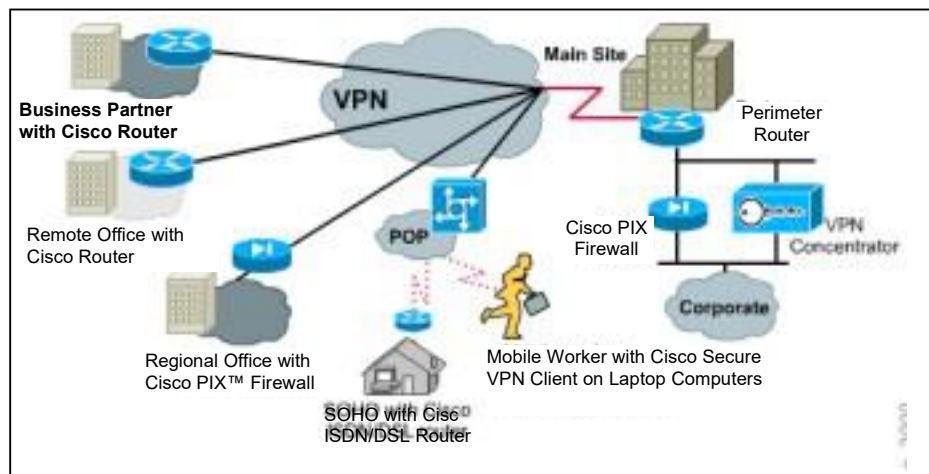 Main Site
VPN
Business Partner
with Cisco Router
Perimeter
Router
Remote Office with
Cisco Router
POP
Cisco PIX
Firewall
VPN
Concentrator
Corporate
Regional Office with
Cisco PIX™ Firewall
Mobile Worker with Cisco Secure
VPN Client on Laptop Computers
SOHO with Cisc
ISDN/DSL Router